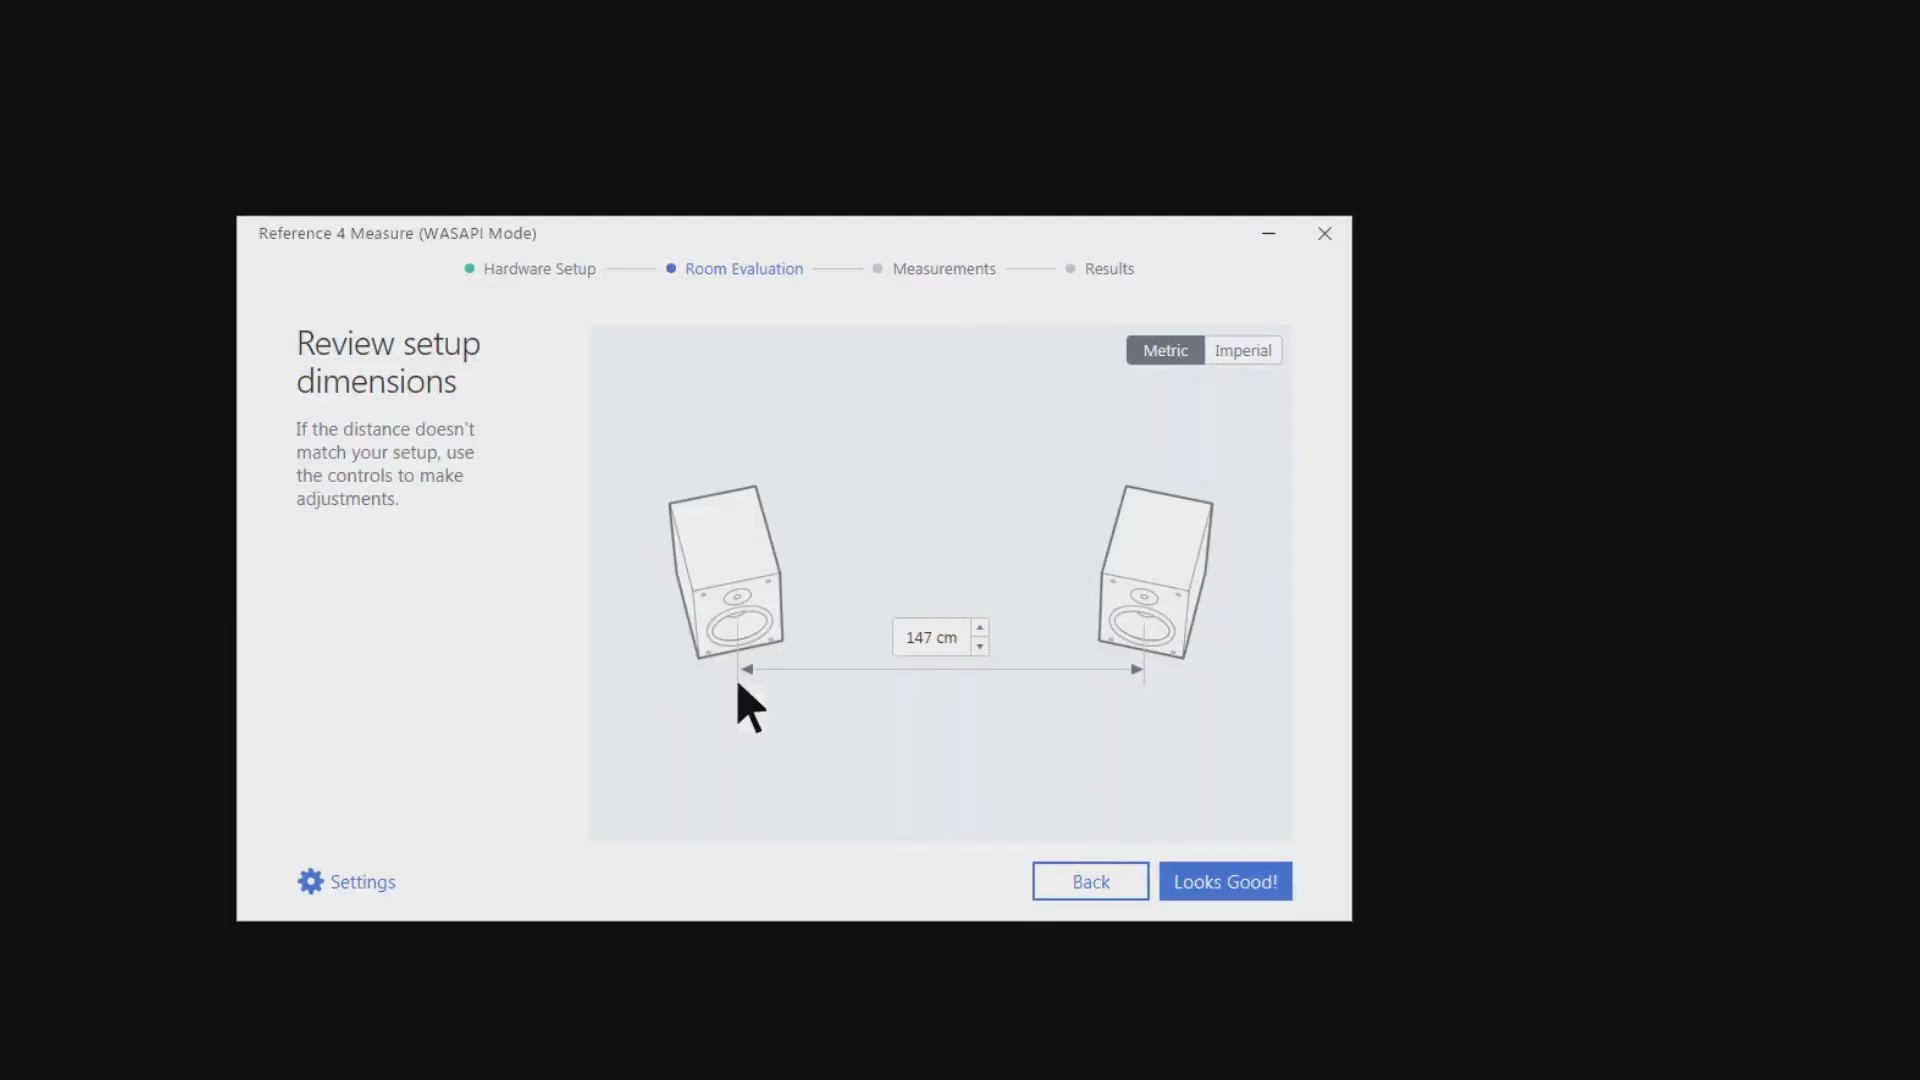 Reference 4 Measure (WASAPI Mode)
Hardware Setup
Room Evaluation
Measurements
Results
Review setup
dimensions
If the distance doesn't
match your setup, use
the controls to make
adjustments.
Metric
Imperial
147 cm
Settings
Back
Looks Good!